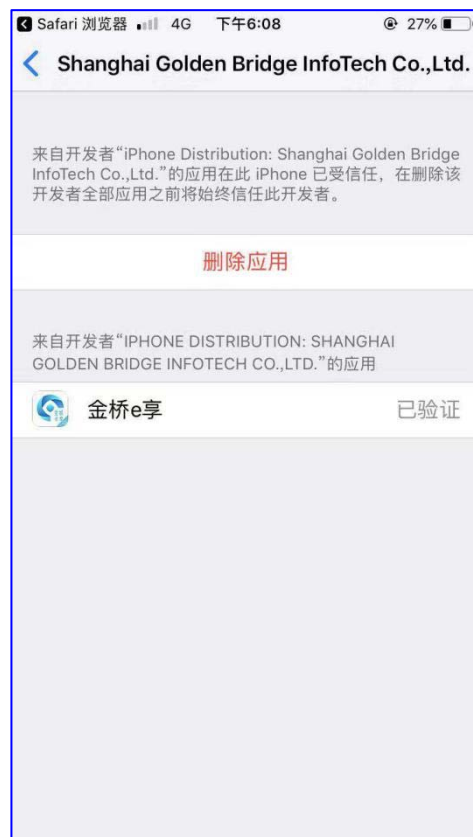 Safari 浏览器 4G 下午6:08 27%
Shanghai Golden Bridge InfoTech Co.,Ltd.
来自开发者“iPhone Distribution: Shanghai Golden Bridge
InfoTech Co.,Ltd.”的应用在此 iPhone 已受信任，在删除该
开发者全部应用之前将始终信任此开发者。
删除应用
来自开发者“IPHONE DISTRIBUTION: SHANGHAI
GOLDEN BRIDGE INFOTECH CO.,LTD.”的应用
金桥e享 已验证